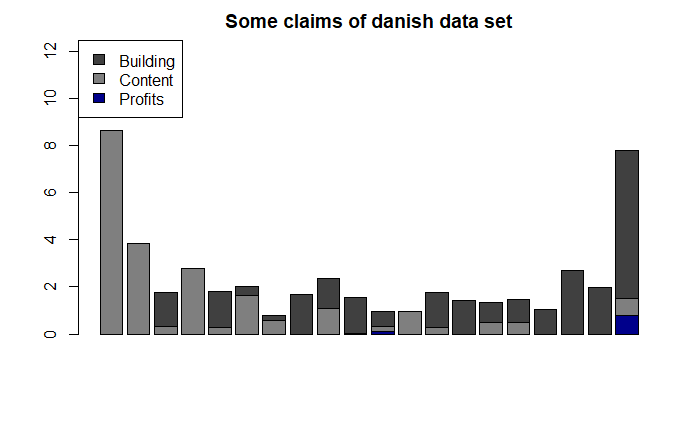 Some claims of danish data set
12
10
8
6
4
2
0
Building
Content
Profits